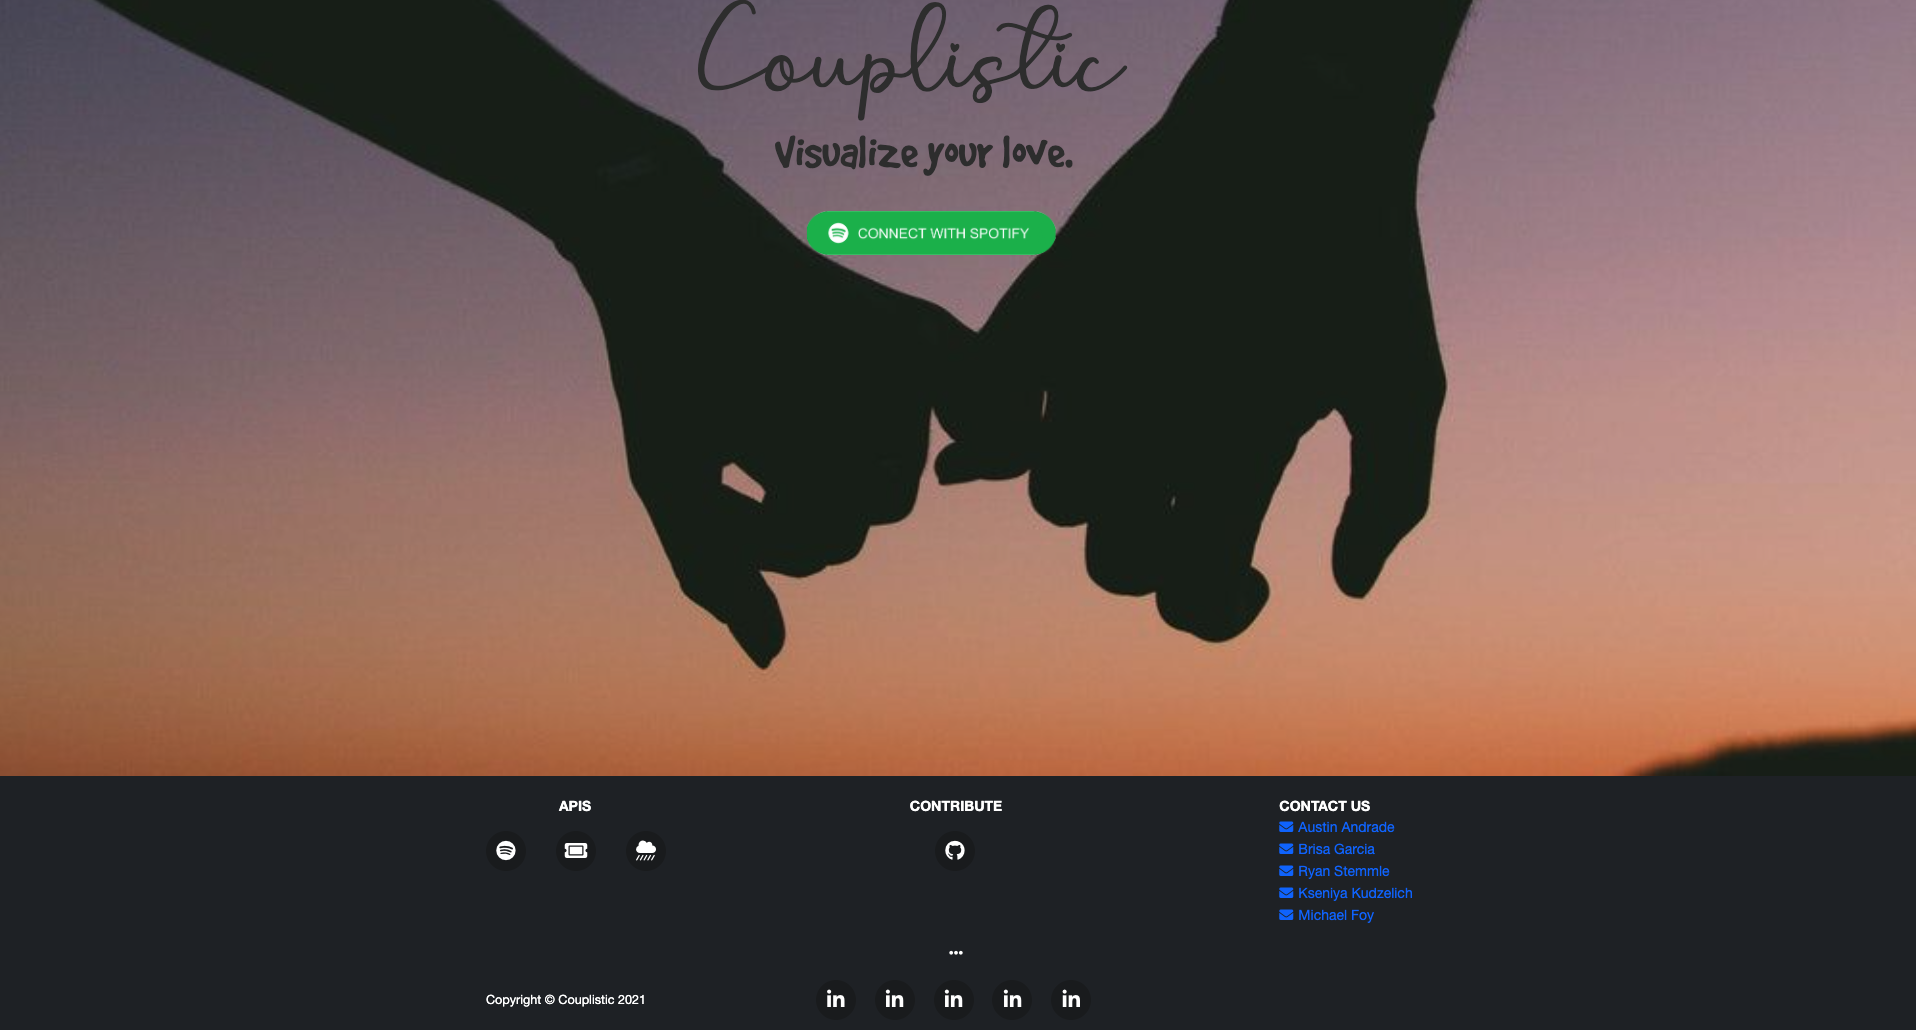 Couplistic
Visualize your love.
CONNECT WITH SPOTIFY
APIS
CONTRIBUTE
CONTACT US
Austin Andrade
Brisa Garcia
Ryan Stemmle
Kseniya Kudzelich
Michael Foy
...
Copyright © Couplistic 2021
in in in in in